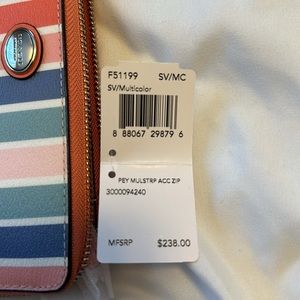 F51199 SV/MC
SV/Multicolor
8 88067 29879 6
PEY MULSTRP ACC ZIP
3000094240
MFSRP $238.00